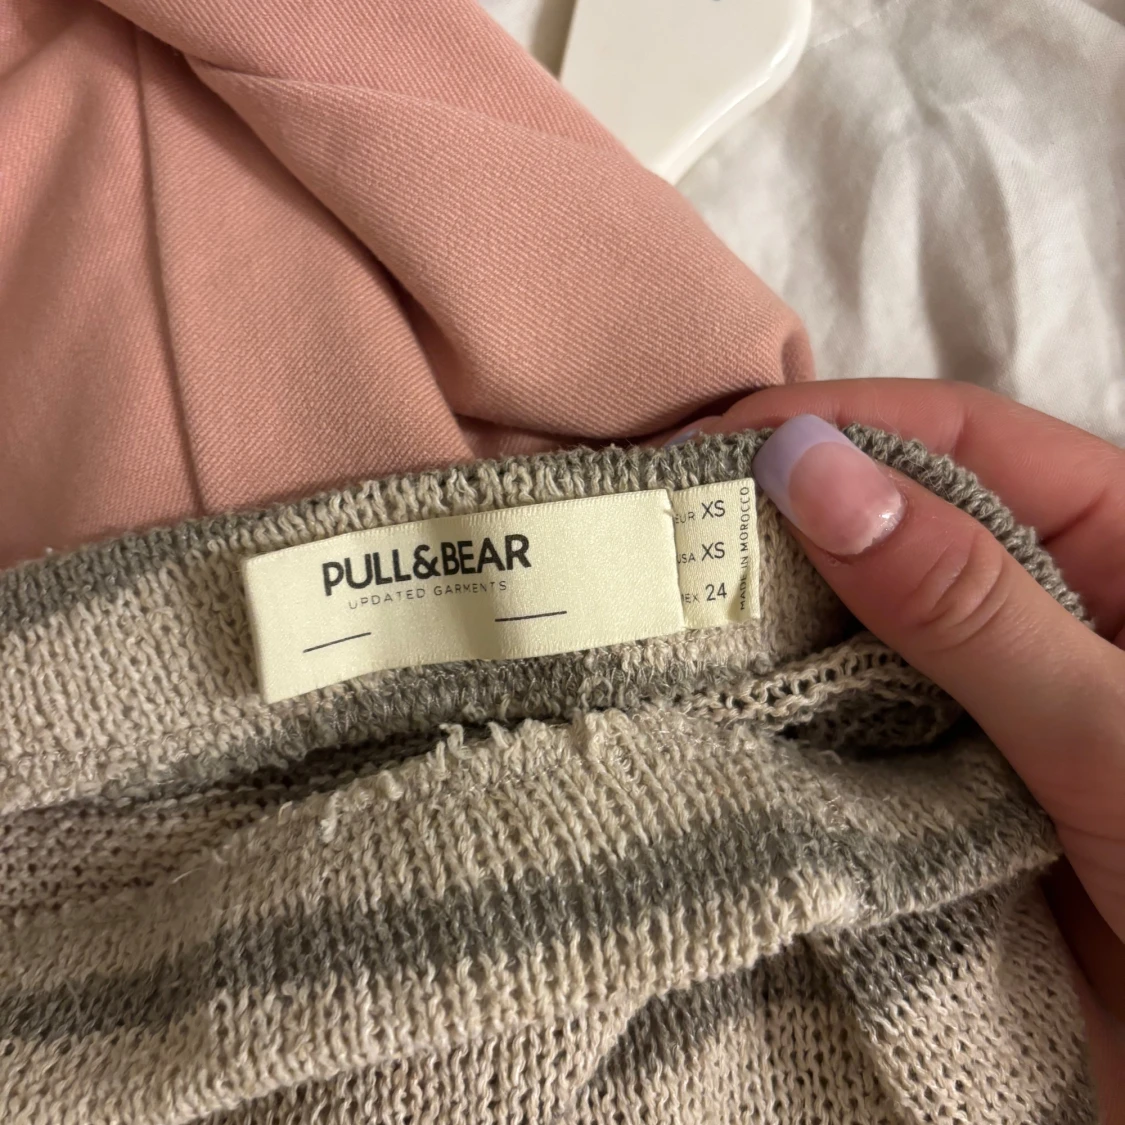 PULL&BEAR
UPDATED GARMENTS
EUR XS
USA XS
MEX 24
MADE IN MOROCCO